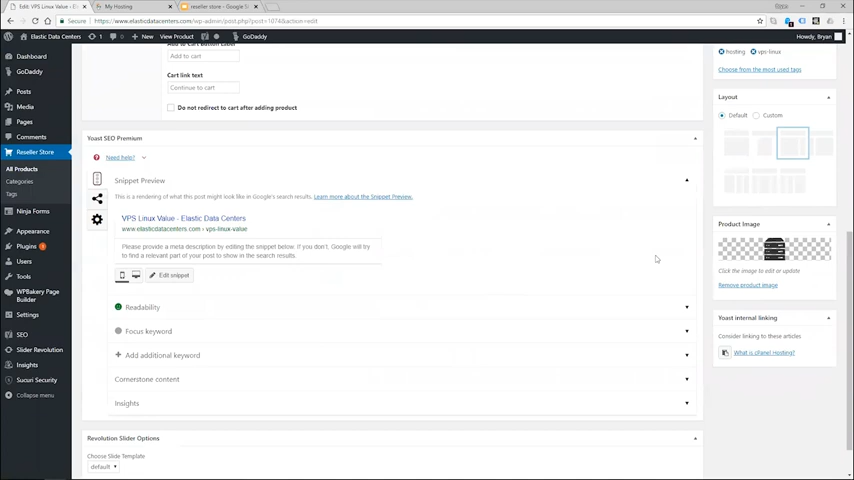 Edit: VPS Linux Value
My Hosting
reseller store - Google S
Secure
https://www.elasticdatacenters.com/wp-admin/post.php?post=1074&action=edit
Elastic Data Centers
1
0
New
View Product
GoDaddy
Howdy, Bryan
Dashboard
GoDaddy
Posts
Media
Pages
Comments
Reseller Store
All Products
Categories
Tags
Ninja Forms
Appearance
Plugins 1
Users
Tools
WPBakery Page
Builder
Settings
SEO
Slider Revolution
Insights
Sucuri Security
Collapse menu
Add to Cart Button Label
Add to cart
Cart link text
Continue to cart
Do not redirect to cart after adding product
Yoast SEO Premium
Need help?
Snippet Preview
This is a rendering of what this post might look like in Google's search results. Learn more about the Snippet Preview.
VPS Linux Value - Elastic Data Centers
www.elasticdatacenters.com › vps-linux-value
Please provide a meta description by editing the snippet below. If you don't, Google will try
to find a relevant part of your post to show in the search results.
Edit snippet
Readability
Focus keyword
Add additional keyword
Cornerstone content
Insights
Revolution Slider Options
Choose Slide Template
default
hosting
vps-linux
Choose from the most used tags
Layout
Default
Custom
Product Image
Click the image to edit or update
Remove product image
Yoast internal linking
Consider linking to these articles
What is cPanel Hosting?